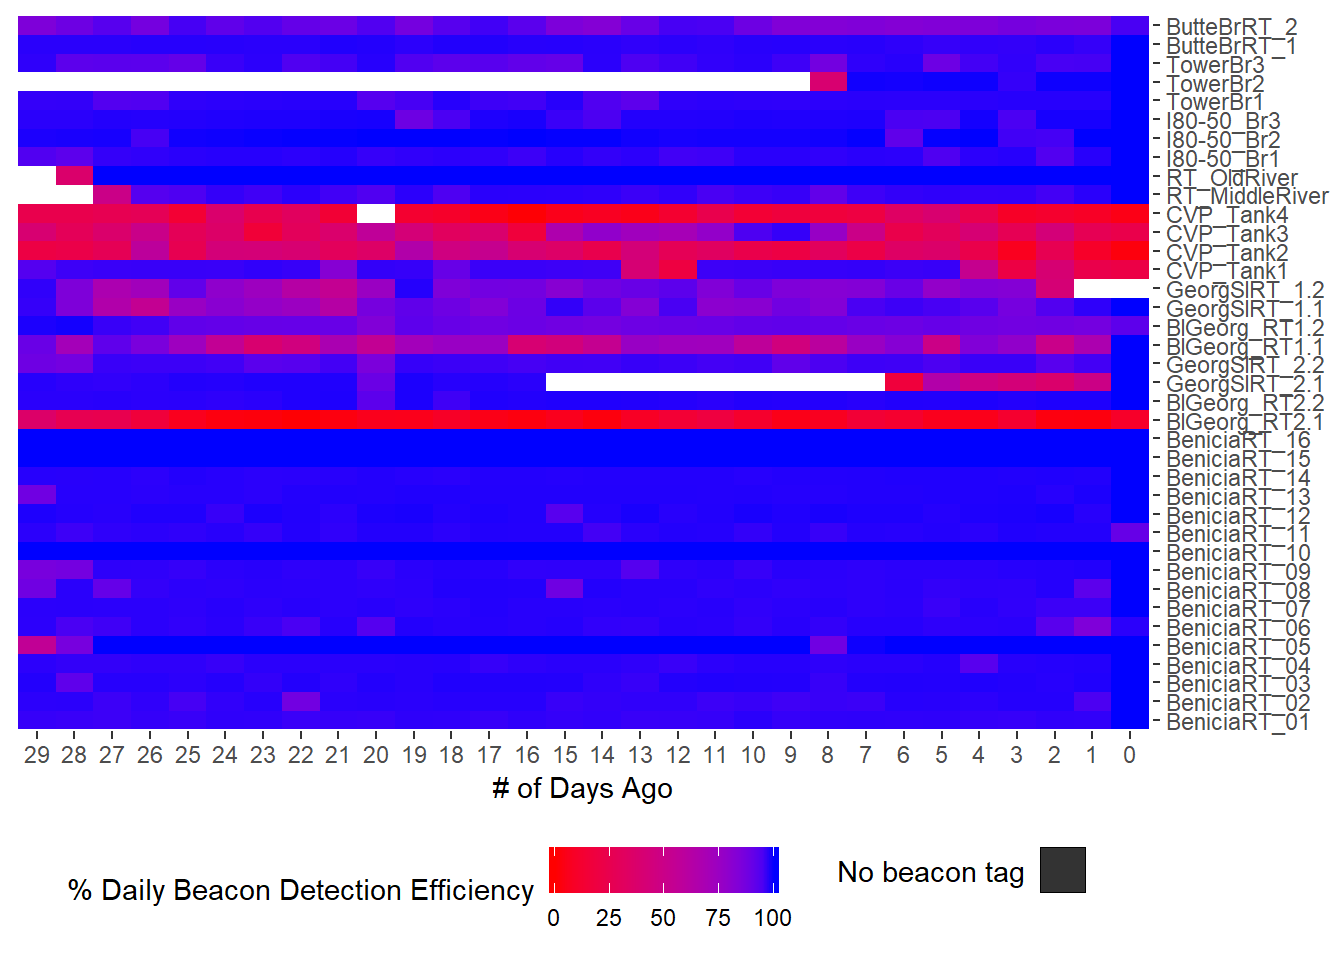 ButteBrRT_2
ButteBrRT_1
TowerBr3
TowerBr2
TowerBr1
I80-50_Br3
I80-50_Br2
I80-50_Br1
RT_OldRiver
RT_MiddleRiver
CVP_Tank4
CVP_Tank3
CVP_Tank2
CVP_Tank1
GeorgSlRT_1.2
GeorgSlRT_1.1
BlGeorg_RT1.2
BlGeorg_RT1.1
GeorgSlRT_2.2
GeorgSlRT_2.1
BlGeorg_RT2.2
BlGeorg_RT2.1
BeniciaRT_16
BeniciaRT_15
BeniciaRT_14
BeniciaRT_13
BeniciaRT_12
BeniciaRT_11
BeniciaRT_10
BeniciaRT_09
BeniciaRT_08
BeniciaRT_07
BeniciaRT_06
BeniciaRT_05
BeniciaRT_04
BeniciaRT_03
BeniciaRT_02
BeniciaRT_01
29 28 27 26 25 24 23 22 21 20 19 18 17 16 15 14 13 12 11 10 9 8 7 6 5 4 3 2 1 0
# of Days Ago
% Daily Beacon Detection Efficiency
0 25 50 75 100
No beacon tag